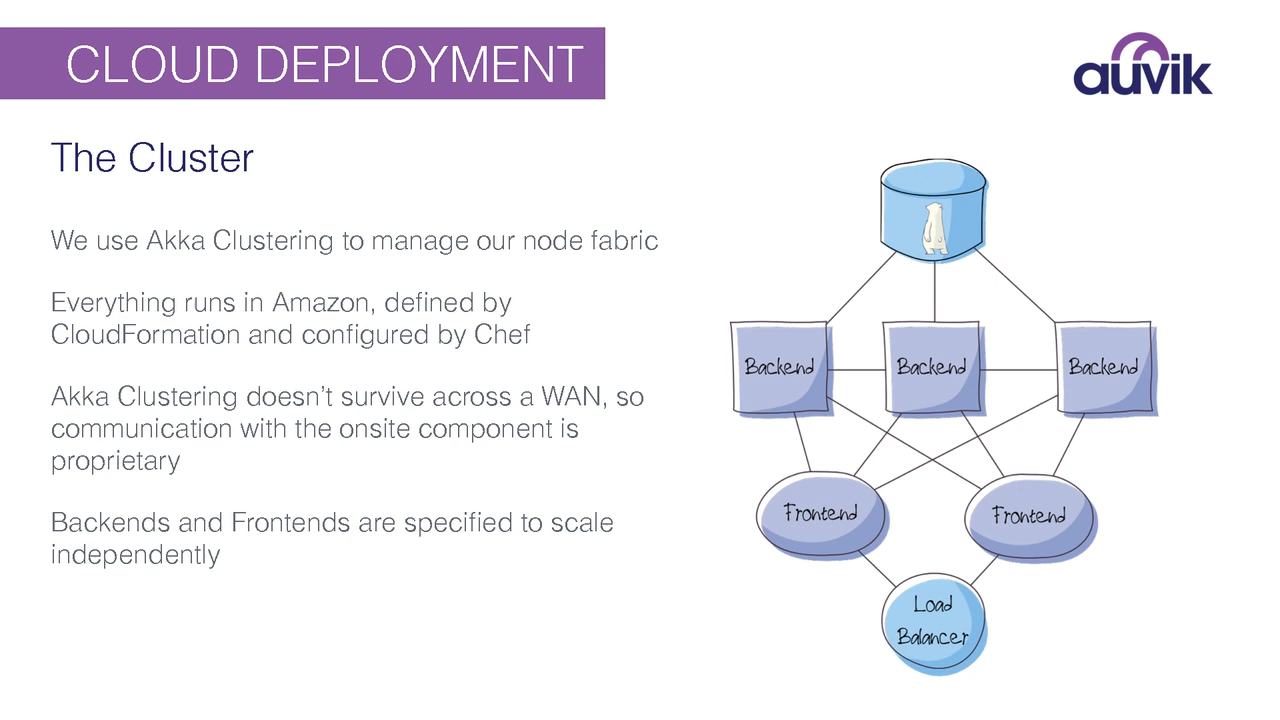 CLOUD DEPLOYMENT
auvik
The Cluster
We use Akka Clustering to manage our node fabric
Everything runs in Amazon, defined by
CloudFormation and configured by Chef
Akka Clustering doesn’t survive across a WAN, so
communication with the onsite component is
proprietary
Backends and Frontends are specified to scale
independently
Backend
Backend
Backend
Frontend
Frontend
Load
Balancer